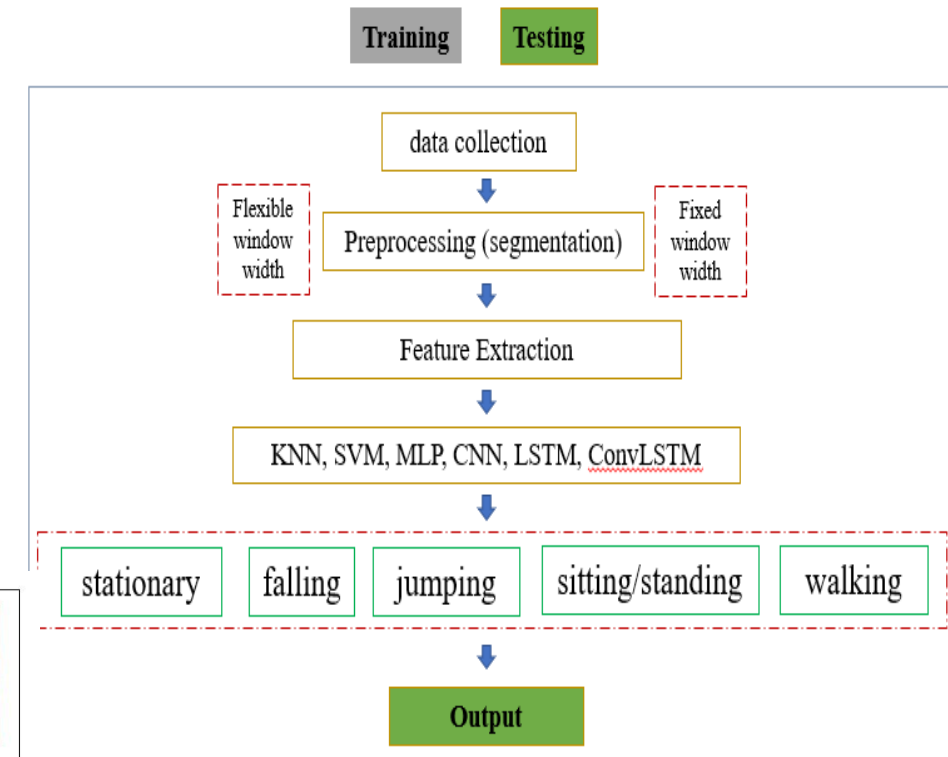 Training
Testing
data collection
Flexible
window
width
Preprocessing (segmentation)
Fixed
window
width
Feature Extraction
KNN, SVM, MLP, CNN, LSTM, ConvLSTM
stationary
falling
jumping
sitting/standing
walking
Output